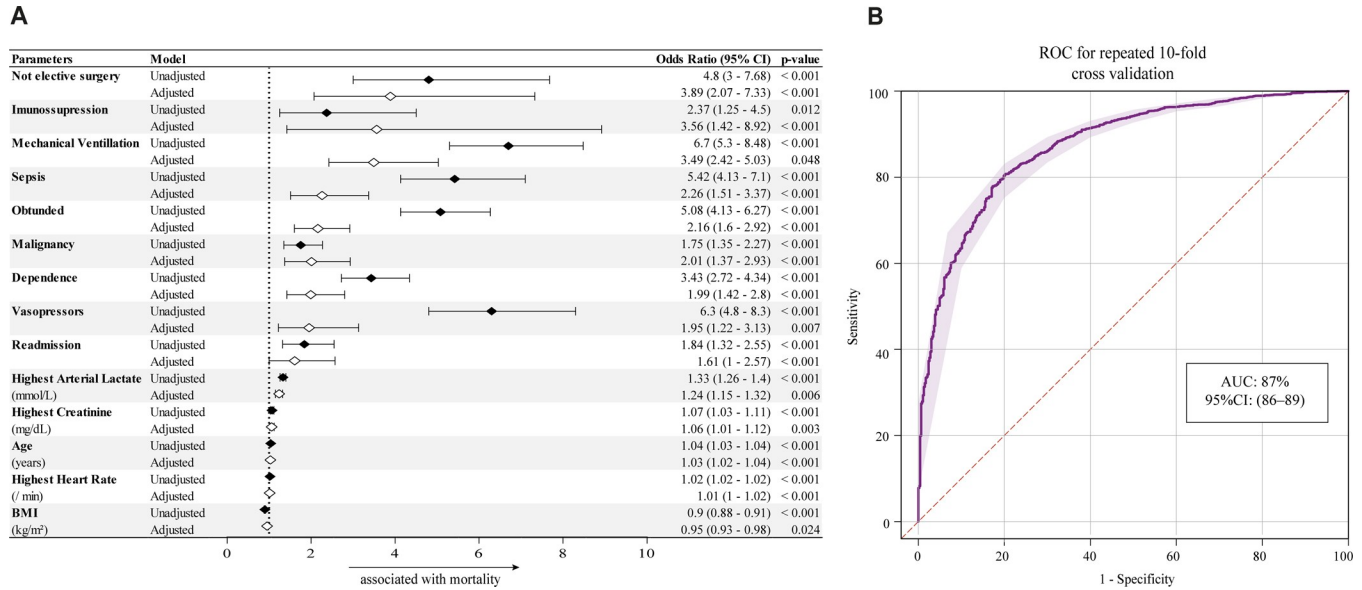 A
Parameters Model Odds Ratio (95% CI) p-value
Not elective surgery Unadjusted 4.8 (3 - 7.68) < 0.001
Adjusted 3.89 (2.07 - 7.33) < 0.001
Imunossupression Unadjusted 2.37 (1.25 - 4.5) 0.012
Adjusted 3.56 (1.42 - 8.92) < 0.001
Mechanical Ventillation Unadjusted 6.7 (5.3 - 8.48) < 0.001
Adjusted 3.49 (2.42 - 5.03) 0.048
Sepsis Unadjusted 5.42 (4.13 - 7.1) < 0.001
Adjusted 2.26 (1.51 - 3.37) < 0.001
Obtunded Unadjusted 5.08 (4.13 - 6.27) < 0.001
Adjusted 2.16 (1.6 - 2.92) < 0.001
Malignancy Unadjusted 1.75 (1.35 - 2.27) < 0.001
Adjusted 2.01 (1.37 - 2.93) < 0.001
Dependence Unadjusted 3.43 (2.72 - 4.34) < 0.001
Adjusted 1.99 (1.42 - 2.8) < 0.001
Vasopressors Unadjusted 6.3 (4.8 - 8.3) < 0.001
Adjusted 1.95 (1.22 - 3.13) 0.007
Readmission Unadjusted 1.84 (1.32 - 2.55) < 0.001
Adjusted 1.61 (1 - 2.57) < 0.001
Highest Arterial Lactate Unadjusted 1.33 (1.26 - 1.4) < 0.001
(mmol/L) Adjusted 1.24 (1.15 - 1.32) 0.006
Highest Creatinine Unadjusted 1.07 (1.03 - 1.11) < 0.001
(mg/dL) Adjusted 1.06 (1.01 - 1.12) 0.003
Age Unadjusted 1.04 (1.03 - 1.04) < 0.001
(years) Adjusted 1.03 (1.02 - 1.04) < 0.001
Highest Heart Rate Unadjusted 1.02 (1.02 - 1.02) < 0.001
(/ min) Adjusted 1.01 (1 - 1.02) < 0.001
BMI Unadjusted 0.9 (0.88 - 0.91) < 0.001
(kg/m²) Adjusted 0.95 (0.93 - 0.98) 0.024
0 2 4 6 8 10
associated with mortality
B
ROC for repeated 10-fold
cross validation
100
80
60
40
20
0
Sensitivity
AUC: 87%
95%CI: (86–89)
0 20 40 60 80 100
1 - Specificity